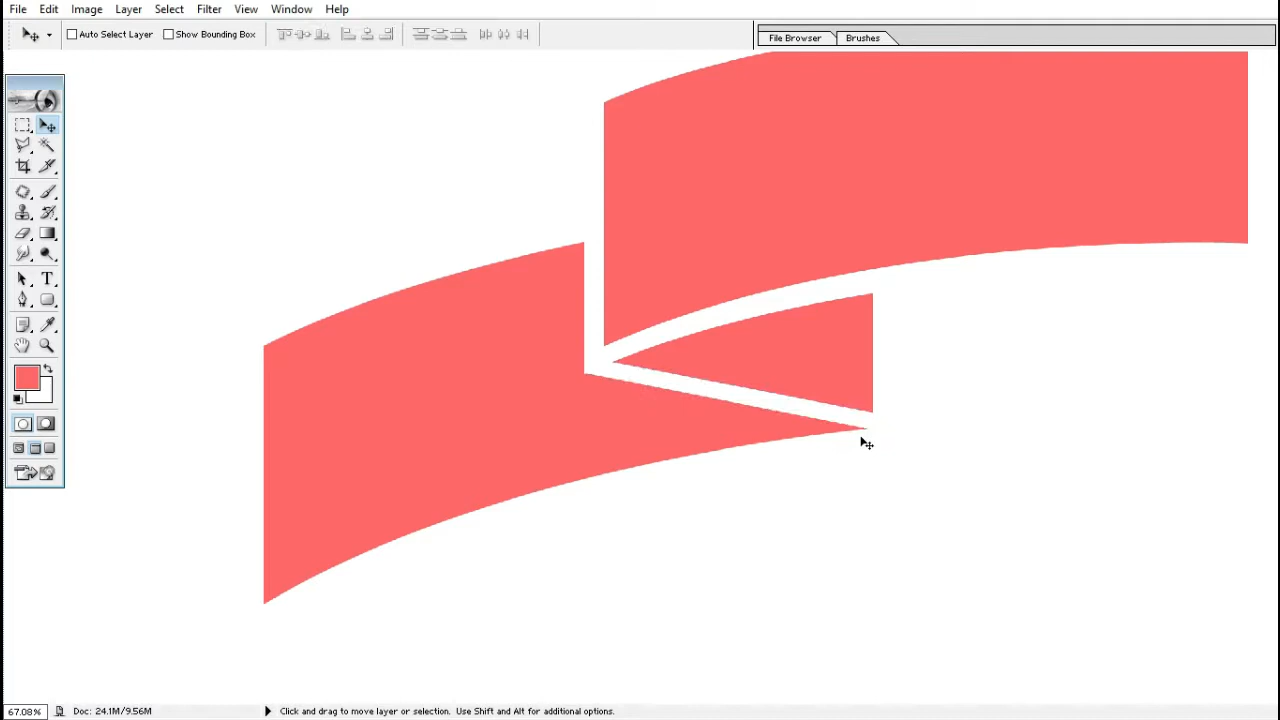 File Edit Image Layer Select Filter View Window Help
Auto Select Layer Show Bounding Box
File Browser Brushes
T
67.08% Doc: 24.1M/9.56M Click and drag to move layer or selection. Use Shift and Alt for additional options.